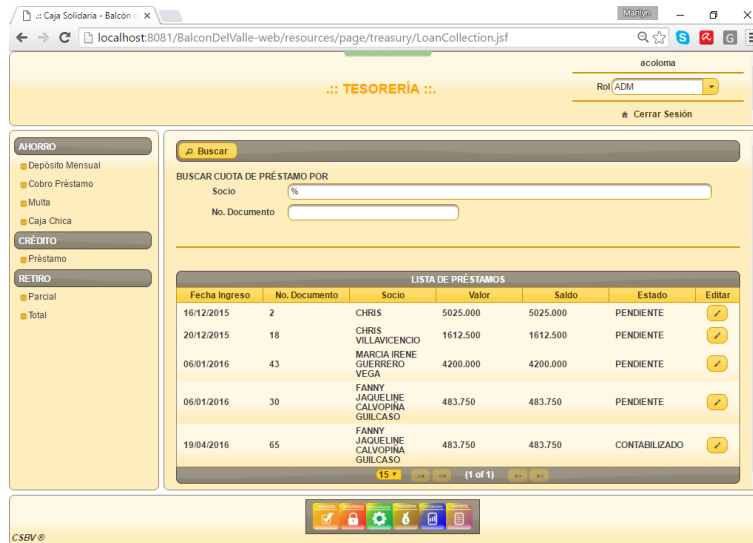 .:: Caja Solidaria - Balcón
Marilyn
localhost:8081/BalconDelValle-web/resources/page/treasury/LoanCollection.jsf
.:: TESORERÍA ::.
acoloma
Rol ADM
Cerrar Sesión
AHORRO
Depósito Mensual
Cobro Préstamo
Multa
Caja Chica
CRÉDITO
Préstamo
RETIRO
Parcial
Total
Buscar
BUSCAR CUOTA DE PRÉSTAMO POR
Socio %
No. Documento
LISTA DE PRÉSTAMOS
Fecha Ingreso No. Documento Socio Valor Saldo Estado Editar
16/12/2015 2 CHRIS 5025.000 5025.000 PENDIENTE
20/12/2015 18 CHRIS VILLAVICENCIO 1612.500 1612.500 PENDIENTE
06/01/2016 43 MARCIA IRENE GUERRERO VEGA 4200.000 4200.000 PENDIENTE
06/01/2016 30 FANNY JAQUELINE CALVOPIÑA GUILCASO 483.750 483.750 PENDIENTE
19/04/2016 65 FANNY JAQUELINE CALVOPIÑA GUILCASO 483.750 483.750 CONTABILIZADO
15 (1 of 1)
CSBV ®